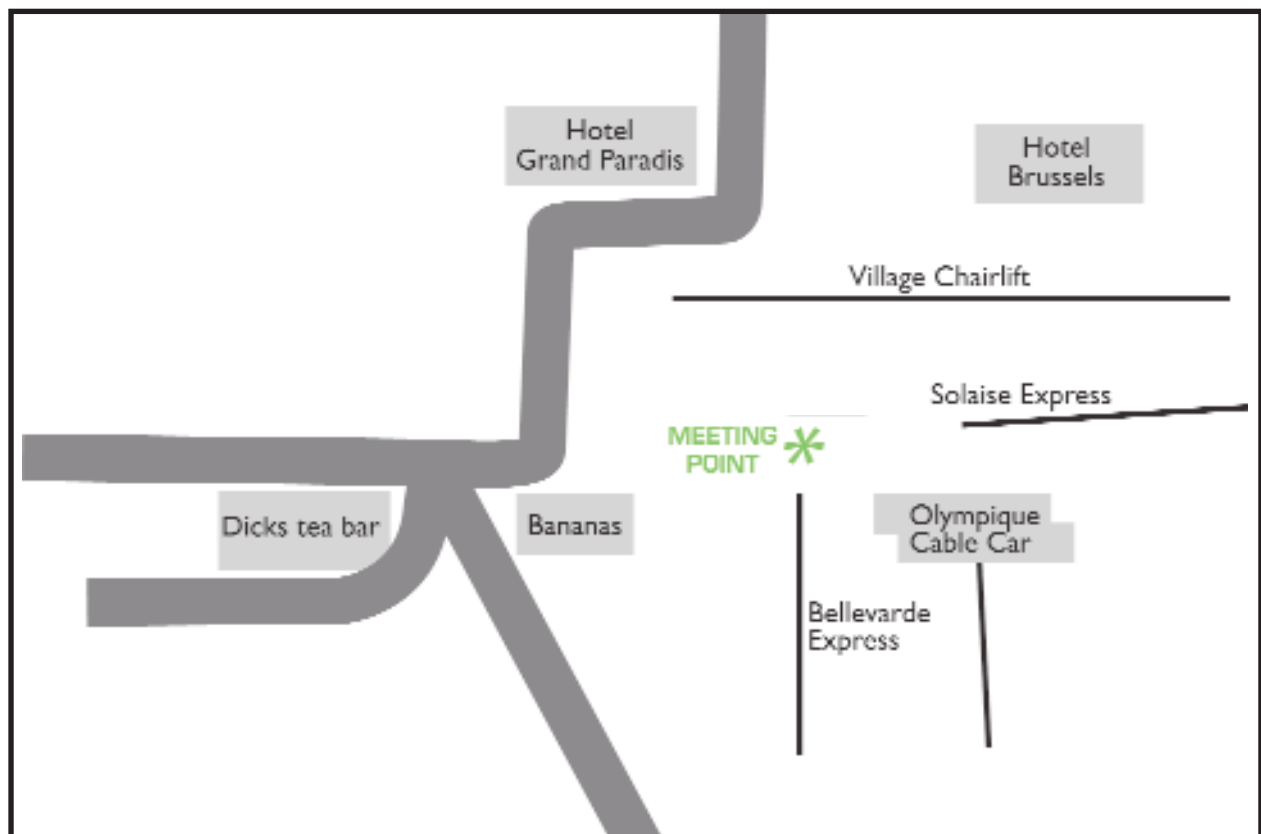 Hotel
Grand Paradis
Hotel
Brussels
Village Chairlift
Solaise Express
MEETING
POINT
Dicks tea bar
Bananas
Olympique
Cable Car
Bellevarde
Express